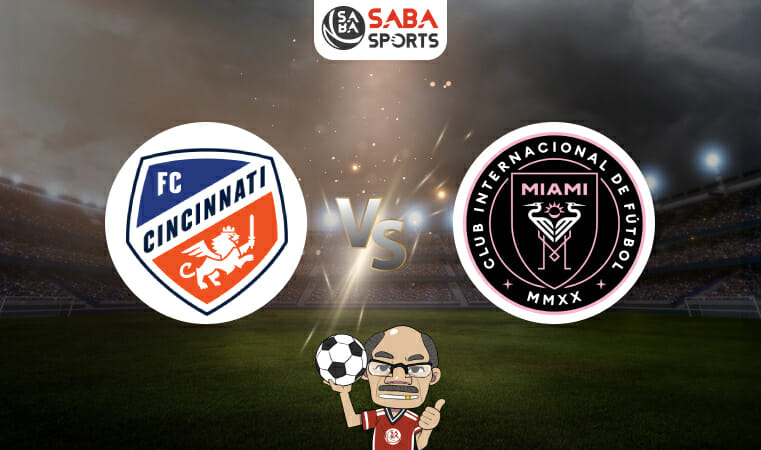 SABA
SABA
SPORTS
FC
CINCINNATI
VS
CLUB INTERNACIONAL DE FÚTBOL
MIAMI
MMXX